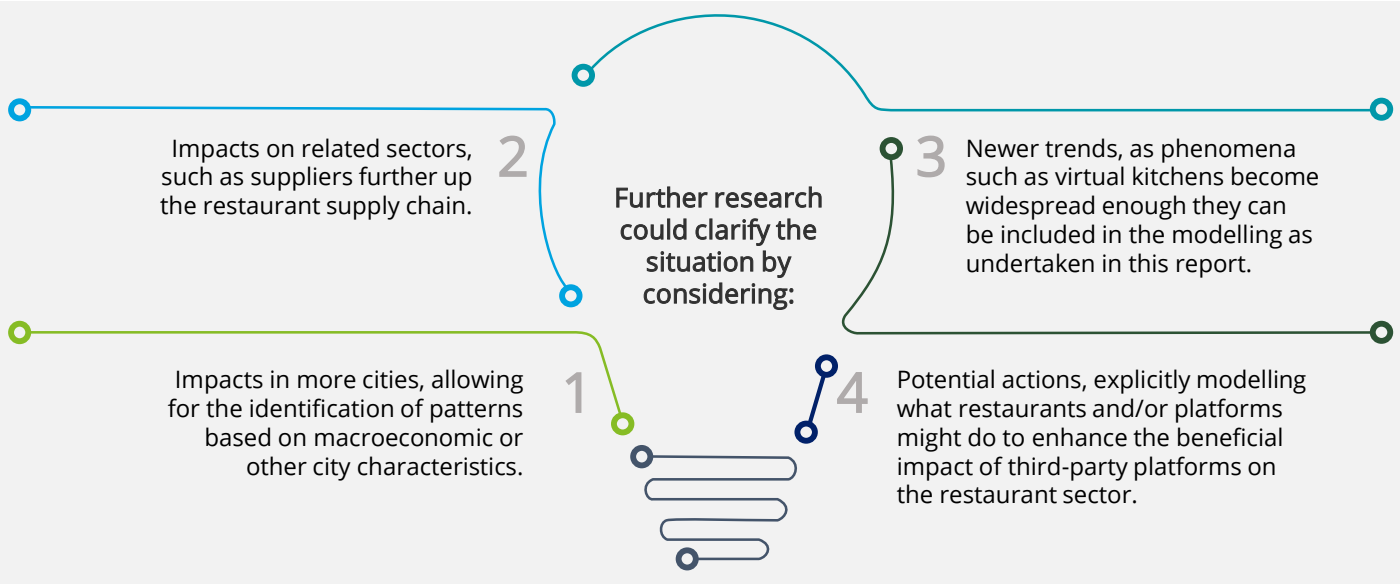 Further research
could clarify the
situation by
considering:
1
Impacts in more cities, allowing
for the identification of patterns
based on macroeconomic or
other city characteristics.
2
Impacts on related sectors,
such as suppliers further up
the restaurant supply chain.
3
Newer trends, as phenomena
such as virtual kitchens become
widespread enough they can
be included in the modelling as
undertaken in this report.
4
Potential actions, explicitly modelling
what restaurants and/or platforms
might do to enhance the beneficial
impact of third-party platforms on
the restaurant sector.